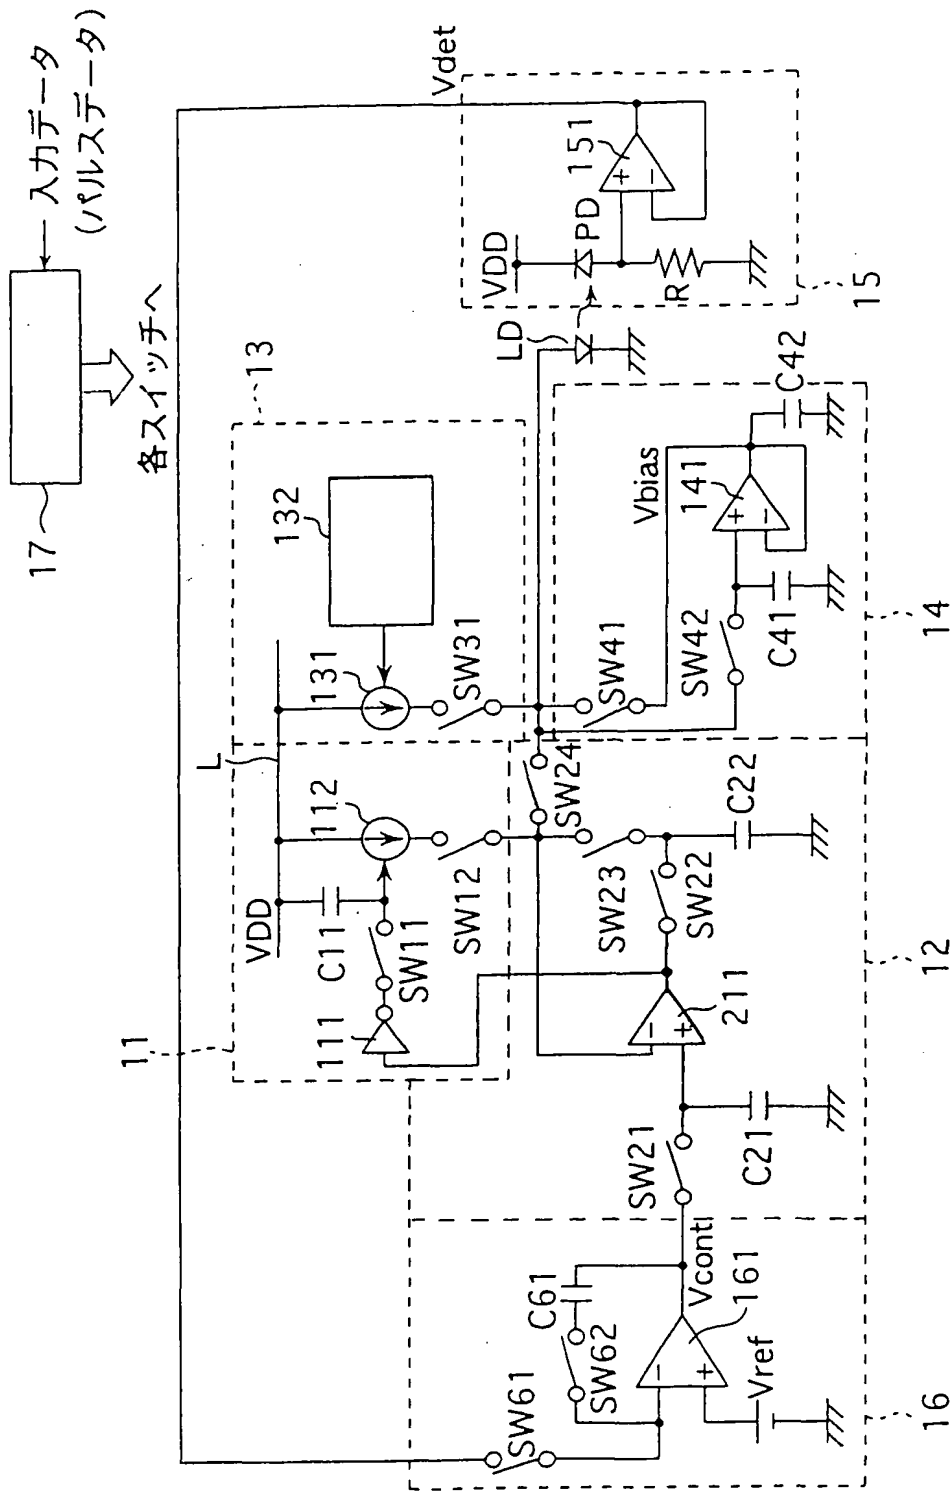 17
入力データ
(パルスデータ)
各スイッチへ
11
L
13
VDD
C11
112
131
132
111
SW11
SW12
SW31
LD
VDD
PD
R
151
Vdet
15
SW61
SW62
C61
Vcont
161
Vref
16
SW21
C21
211
SW22
SW23
SW24
C22
12
SW41
SW42
C41
Vbias
141
C42
14
+
−
+
−
−
+
−
+